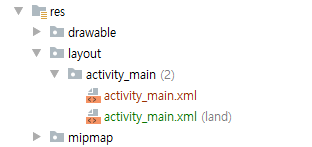 res
drawable
layout
activity_main (2)
activity_main.xml
activity_main.xml (land)
mipmap